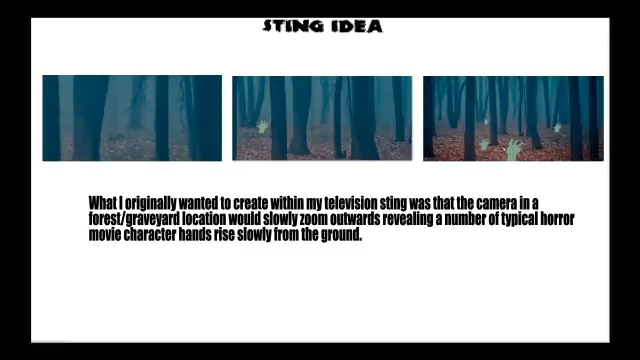 STING IDEA
What I originally wanted to create within my television sting was that the camera in a
forest/graveyard location would slowly zoom outwards revealing a number of typical horror
movie character hands rise slowly from the ground.